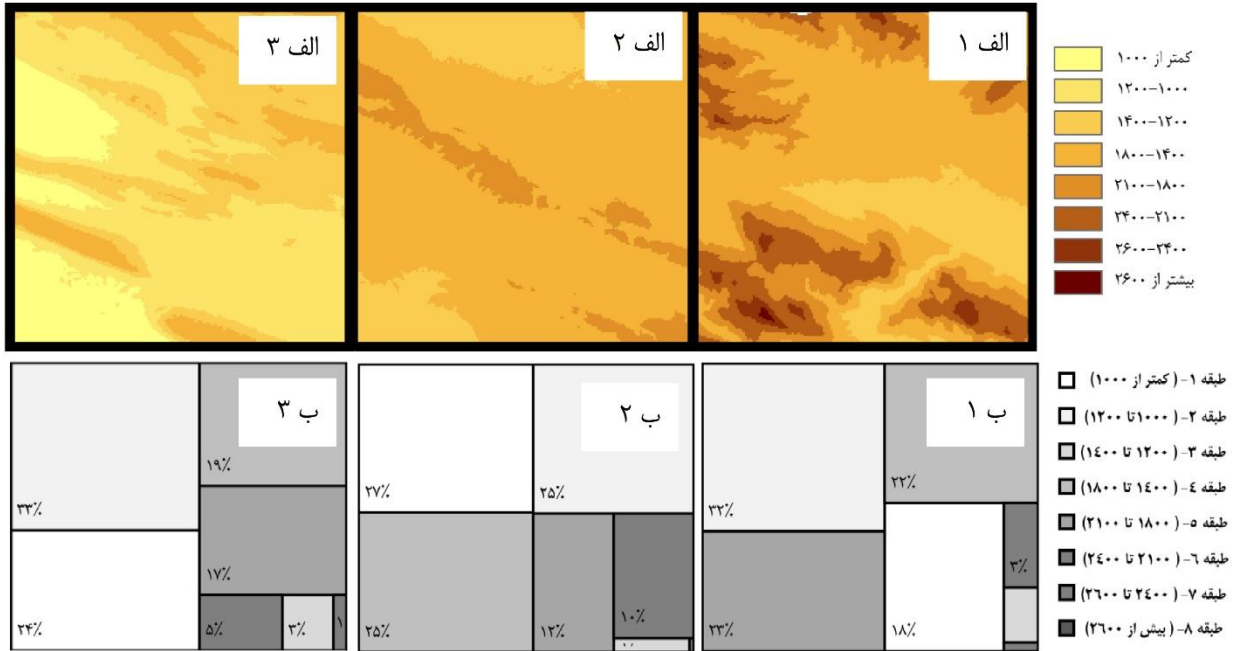 الف ۱
الف ۲
الف ۳
کمتر از ۱۰۰۰
۱۲۰۰-۱۰۰۰
۱۴۰۰-۱۲۰۰
۱۸۰۰-۱۴۰۰
۲۱۰۰-۱۸۰۰
۲۴۰۰-۲۱۰۰
۲۶۰۰-۲۴۰۰
بیشتر از ۲۶۰۰
ب ۱
۲۲٪
۳۲٪
۳٪
۲۳٪
۱۸٪
ب ۲
۲۷٪
۲۵٪
۱۰٪
۲۵٪
۱۲٪
ب ۳
۱۹٪
۳۳٪
۱۷٪
۲۴٪
۵٪
۳٪
۱
طبقه ۱- (کمتر از ۱۰۰۰)
طبقه ۲- (۱۰۰۰ تا ۱۲۰۰)
طبقه ۳- (۱۲۰۰ تا ۱٤۰۰)
طبقه ٤- (۱٤۰۰ تا ۱۸۰۰)
طبقه ۵- (۱۸۰۰ تا ۲۱۰۰)
طبقه ٦- (۲۱۰۰ تا ۲٤۰۰)
طبقه ۷- (۲٤۰۰ تا ۲٦۰۰)
طبقه ۸- (بیش از ۲٦۰۰)